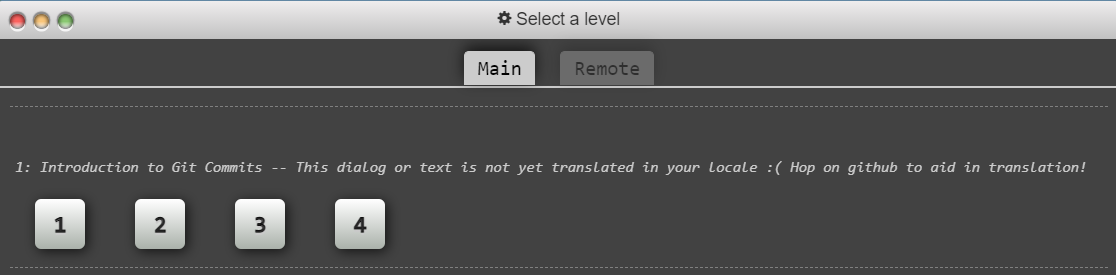 Select a level
Main
Remote
1: Introduction to Git Commits -- This dialog or text is not yet translated in your locale :( Hop on github to aid in translation!
1 2 3 4